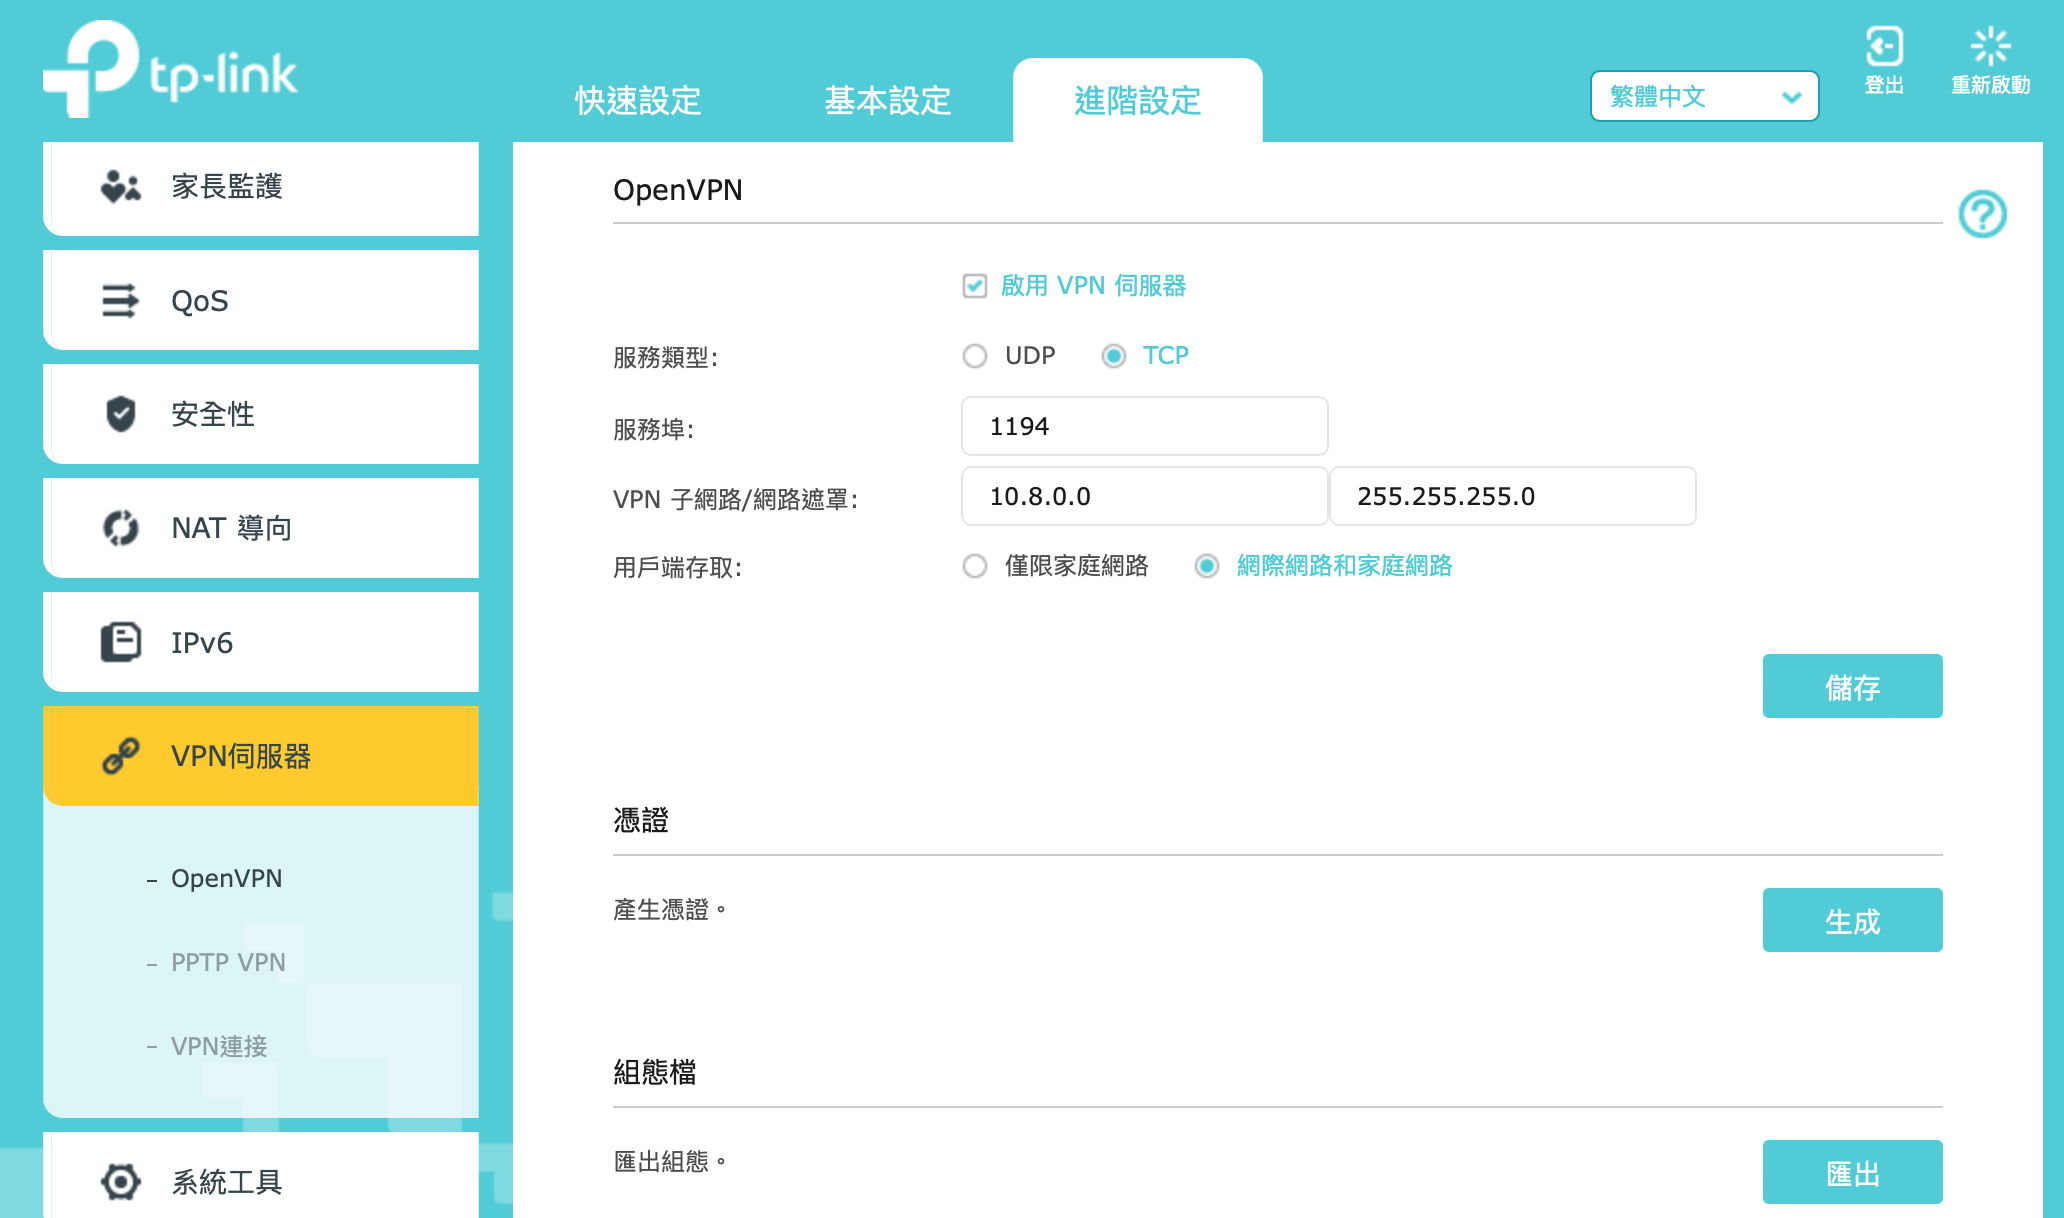 tp-link
快速設定
基本設定
進階設定
繁體中文
登出
重新啟動
家長監護
QoS
安全性
NAT 導向
IPv6
VPN伺服器
– OpenVPN
– PPTP VPN
– VPN連接
系統工具
OpenVPN
啟用 VPN 伺服器
服務類型: UDP TCP
服務埠: 1194
VPN 子網路/網路遮罩: 10.8.0.0 255.255.255.0
用戶端存取: 僅限家庭網路 網際網路和家庭網路
儲存
憑證
產生憑證。 生成
組態檔
匯出組態。 匯出